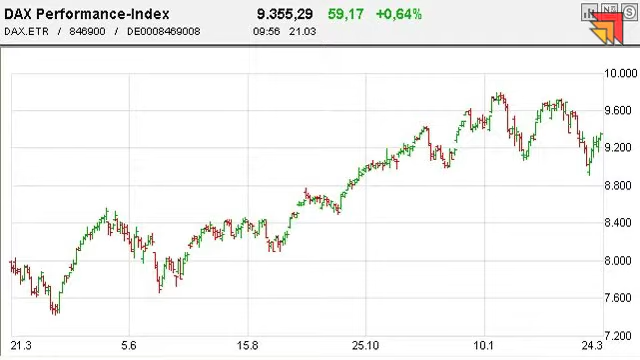 DAX Performance-Index 9.355,29 59,17 +0,64%
DAX.ETR / 846900 / DE0008469008 09:56 21.03
10.000
9.600
9.200
8.800
8.400
8.000
7.600
7.200
21.3 5.6 15.8 25.10 10.1 24.3